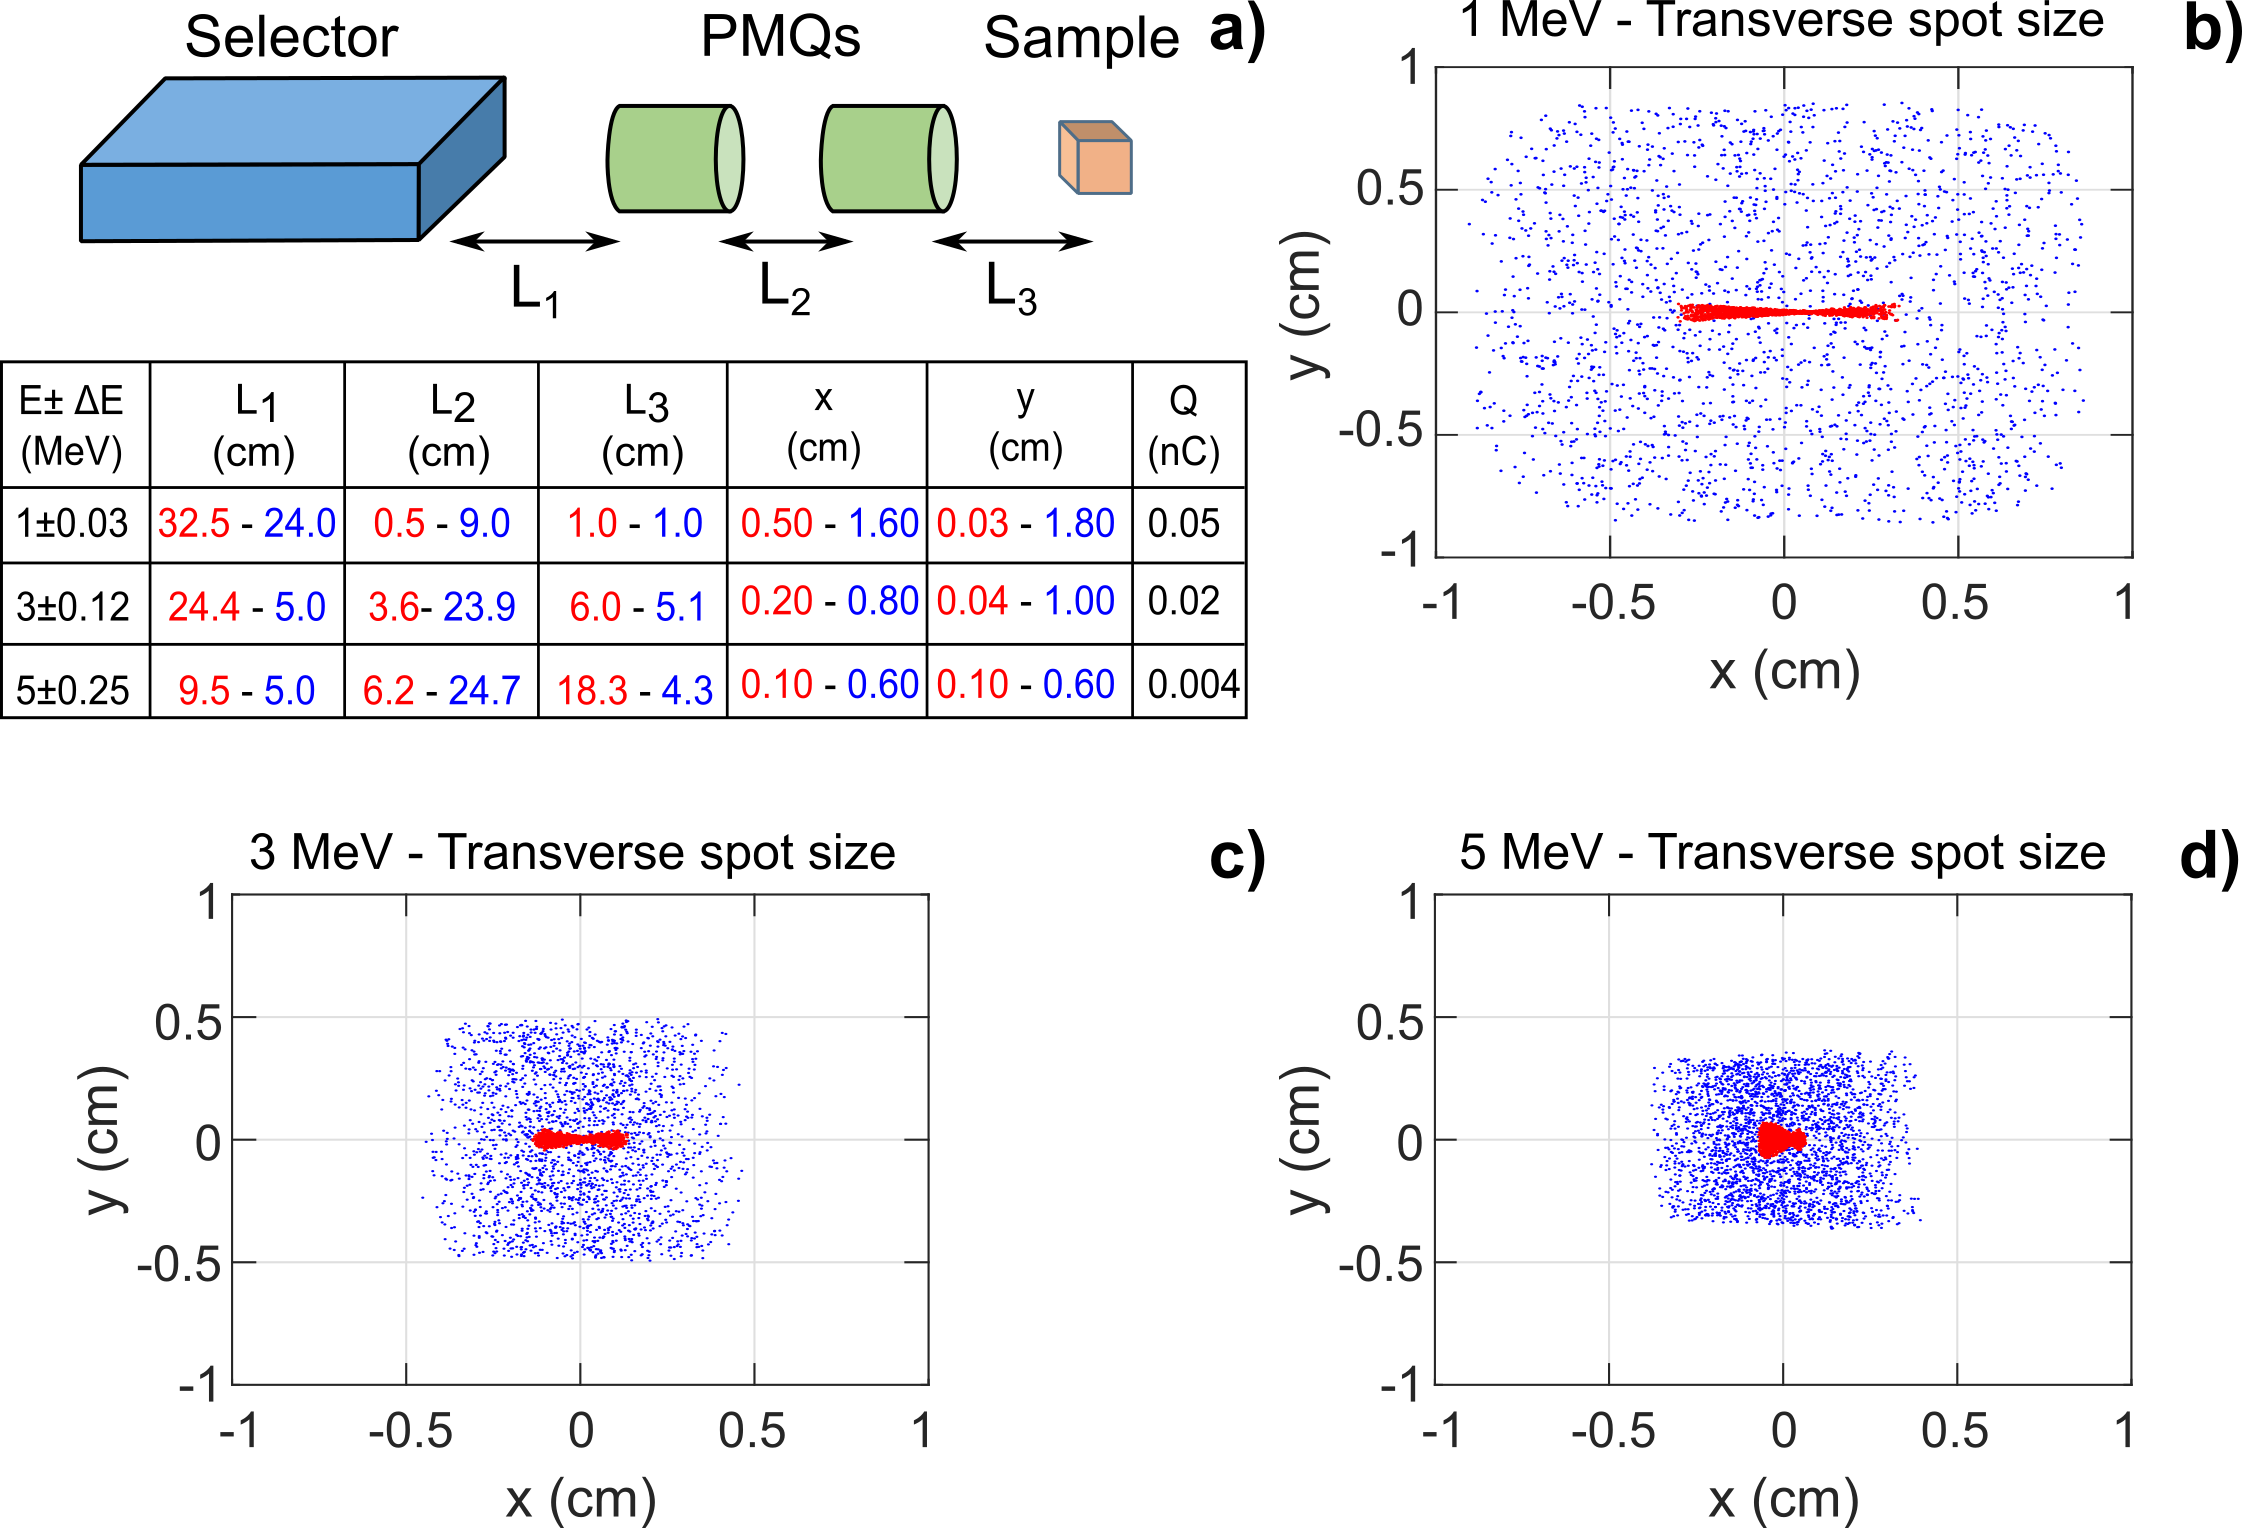 Selector PMQs Sample a)
L1 L2 L3
E± ΔE L1 L2 L3 x y Q
(MeV) (cm) (cm) (cm) (cm) (cm) (nC)
1±0.03 32.5 - 24.0 0.5 - 9.0 1.0 - 1.0 0.50 - 1.60 0.03 - 1.80 0.05
3±0.12 24.4 - 5.0 3.6- 23.9 6.0 - 5.1 0.20 - 0.80 0.04 - 1.00 0.02
5±0.25 9.5 - 5.0 6.2 - 24.7 18.3 - 4.3 0.10 - 0.60 0.10 - 0.60 0.004
1 MeV - Transverse spot size b)
1
0.5
0
-0.5
-1
y (cm)
-1 -0.5 0 0.5 1
x (cm)
3 MeV - Transverse spot size c)
1
0.5
0
-0.5
-1
y (cm)
-1 -0.5 0 0.5 1
x (cm)
5 MeV - Transverse spot size d)
1
0.5
0
-0.5
-1
y (cm)
-1 -0.5 0 0.5 1
x (cm)